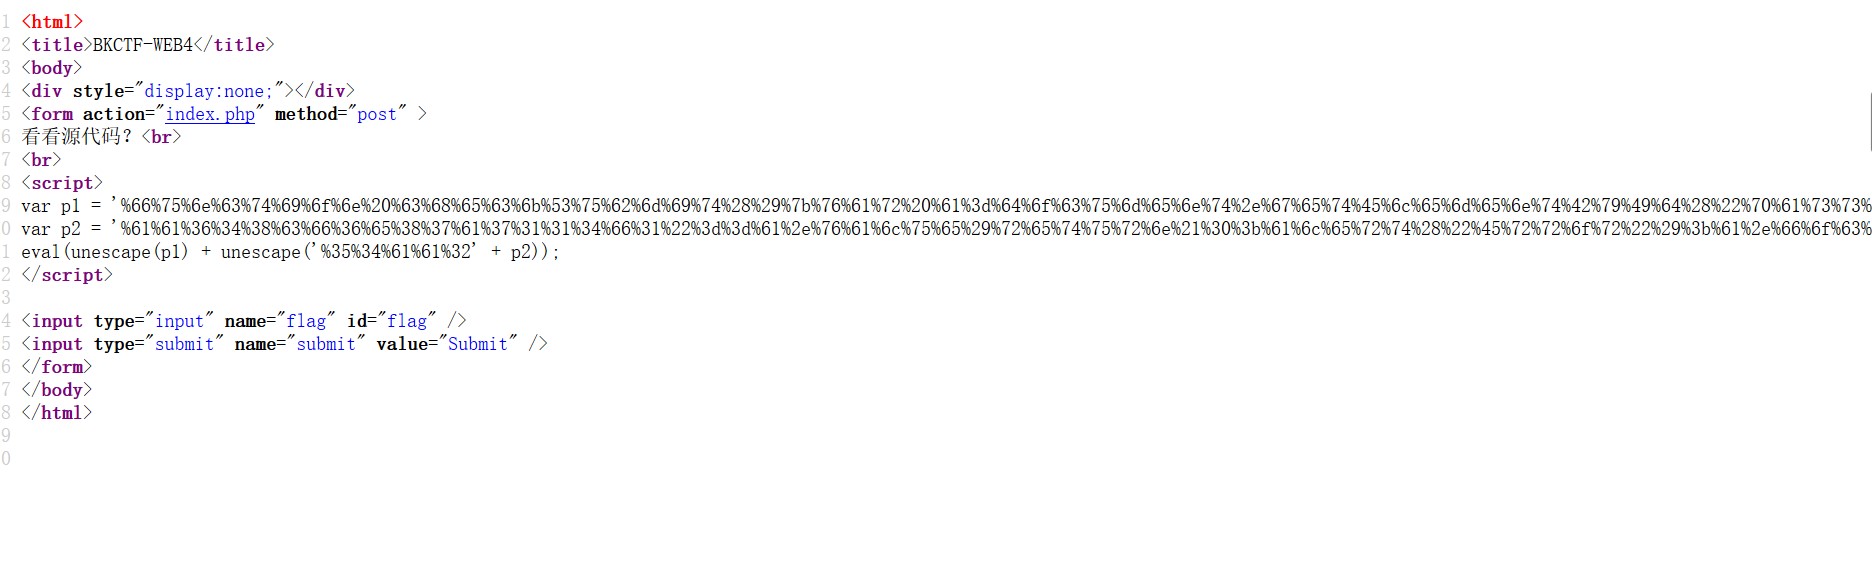 1 <html>
2 <title>BKCTF-WEB4</title>
3 <body>
4 <div style="display:none;"></div>
5 <form action="index.php" method="post" >
6 看看源代码？<br>
7 <br>
8 <script>
9 var p1 = '%66%75%6e%63%74%69%6f%6e%20%63%68%65%63%6b%53%75%62%6d%69%74%28%29%7b%76%61%72%20%61%3d%64%6f%63%75%6d%65%6e%74%2e%67%65%74%45%6c%65%6d%65%6e%74%42%79%49%64%28%22%70%61%73%73%
0 var p2 = '%61%61%36%34%38%63%66%36%65%38%37%61%37%31%31%34%66%31%22%3d%3d%61%2e%76%61%6c%75%65%29%72%65%74%75%72%6e%21%30%3b%61%6c%65%72%74%28%22%45%72%72%6f%72%22%29%3b%61%2e%66%6f%63%
1 eval(unescape(p1) + unescape('%35%34%61%61%32' + p2));
2 </script>
3
4 <input type="input" name="flag" id="flag" />
5 <input type="submit" name="submit" value="Submit" />
6 </form>
7 </body>
8 </html>
9
0